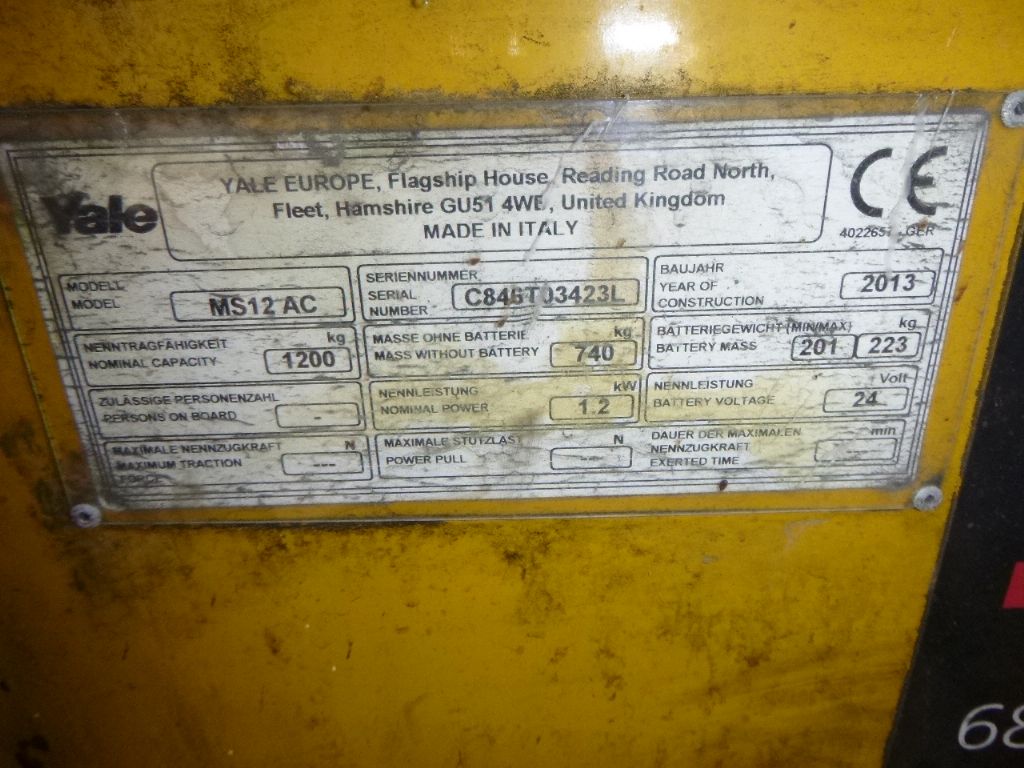 Yale
YALE EUROPE, Flagship House, Reading Road North,
Fleet, Hamshire GU51 4WE, United Kingdom
MADE IN ITALY
CE
GER
MODELL
MODEL
MS12 AC
SERIENNUMMER
SERIAL
NUMBER
C846T03423L
BAUJAHR
YEAR OF
CONSTRUCTION
2013
NENNTRAGFÄHIGKEIT kg
NOMINAL CAPACITY 1200
MASSE OHNE BATTERIE kg
MASS WITHOUT BATTERY 740
BATTERIEGEWICHT (MIN/MAX) kg
BATTERY MASS 201 223
ZULÄSSIGE PERSONENZAHL
PERSONS ON BOARD -
NENNLEISTUNG kW
NOMINAL POWER 1.2
NENNLEISTUNG Volt
BATTERY VOLTAGE 24
MAXIMALE NENNZUGKRAFT N
MAXIMUM TRACTION ---
FORCE
MAXIMALE STÜTZLAST N
POWER PULL ---
DAUER DER MAXIMALEN min
NENNZUGKRAFT
EXERTED TIME
68